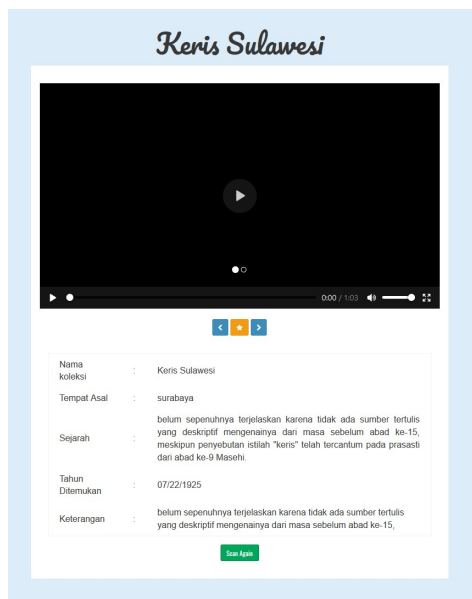 Keris Sulawesi
0:00 / 1:03
Nama
koleksi : Keris Sulawesi
Tempat Asal : surabaya
belum sepenuhnya terjelaskan karena tidak ada sumber tertulis
yang deskriptif mengenainya dari masa sebelum abad ke-15,
Sejarah :
meskipun penyebutan istilah "keris" telah tercantum pada prasasti
dari abad ke-9 Masehi.
Tahun
Ditemukan : 07/22/1925
Keterangan : belum sepenuhnya terjelaskan karena tidak ada sumber tertulis
yang deskriptif mengenainya dari masa sebelum abad ke-15,
Scan Again